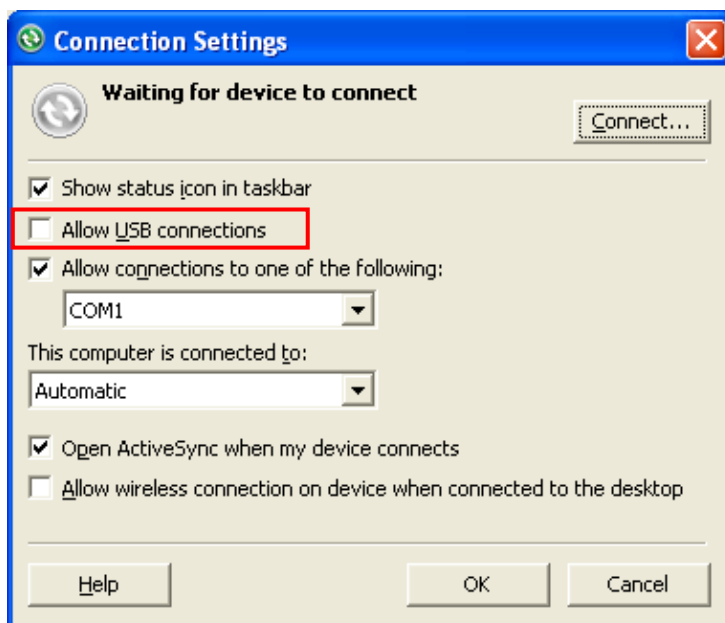 Connection Settings
Waiting for device to connect
Connect...
Show status icon in taskbar
Allow USB connections
Allow connections to one of the following:
COM1
This computer is connected to:
Automatic
Open ActiveSync when my device connects
Allow wireless connection on device when connected to the desktop
Help OK Cancel